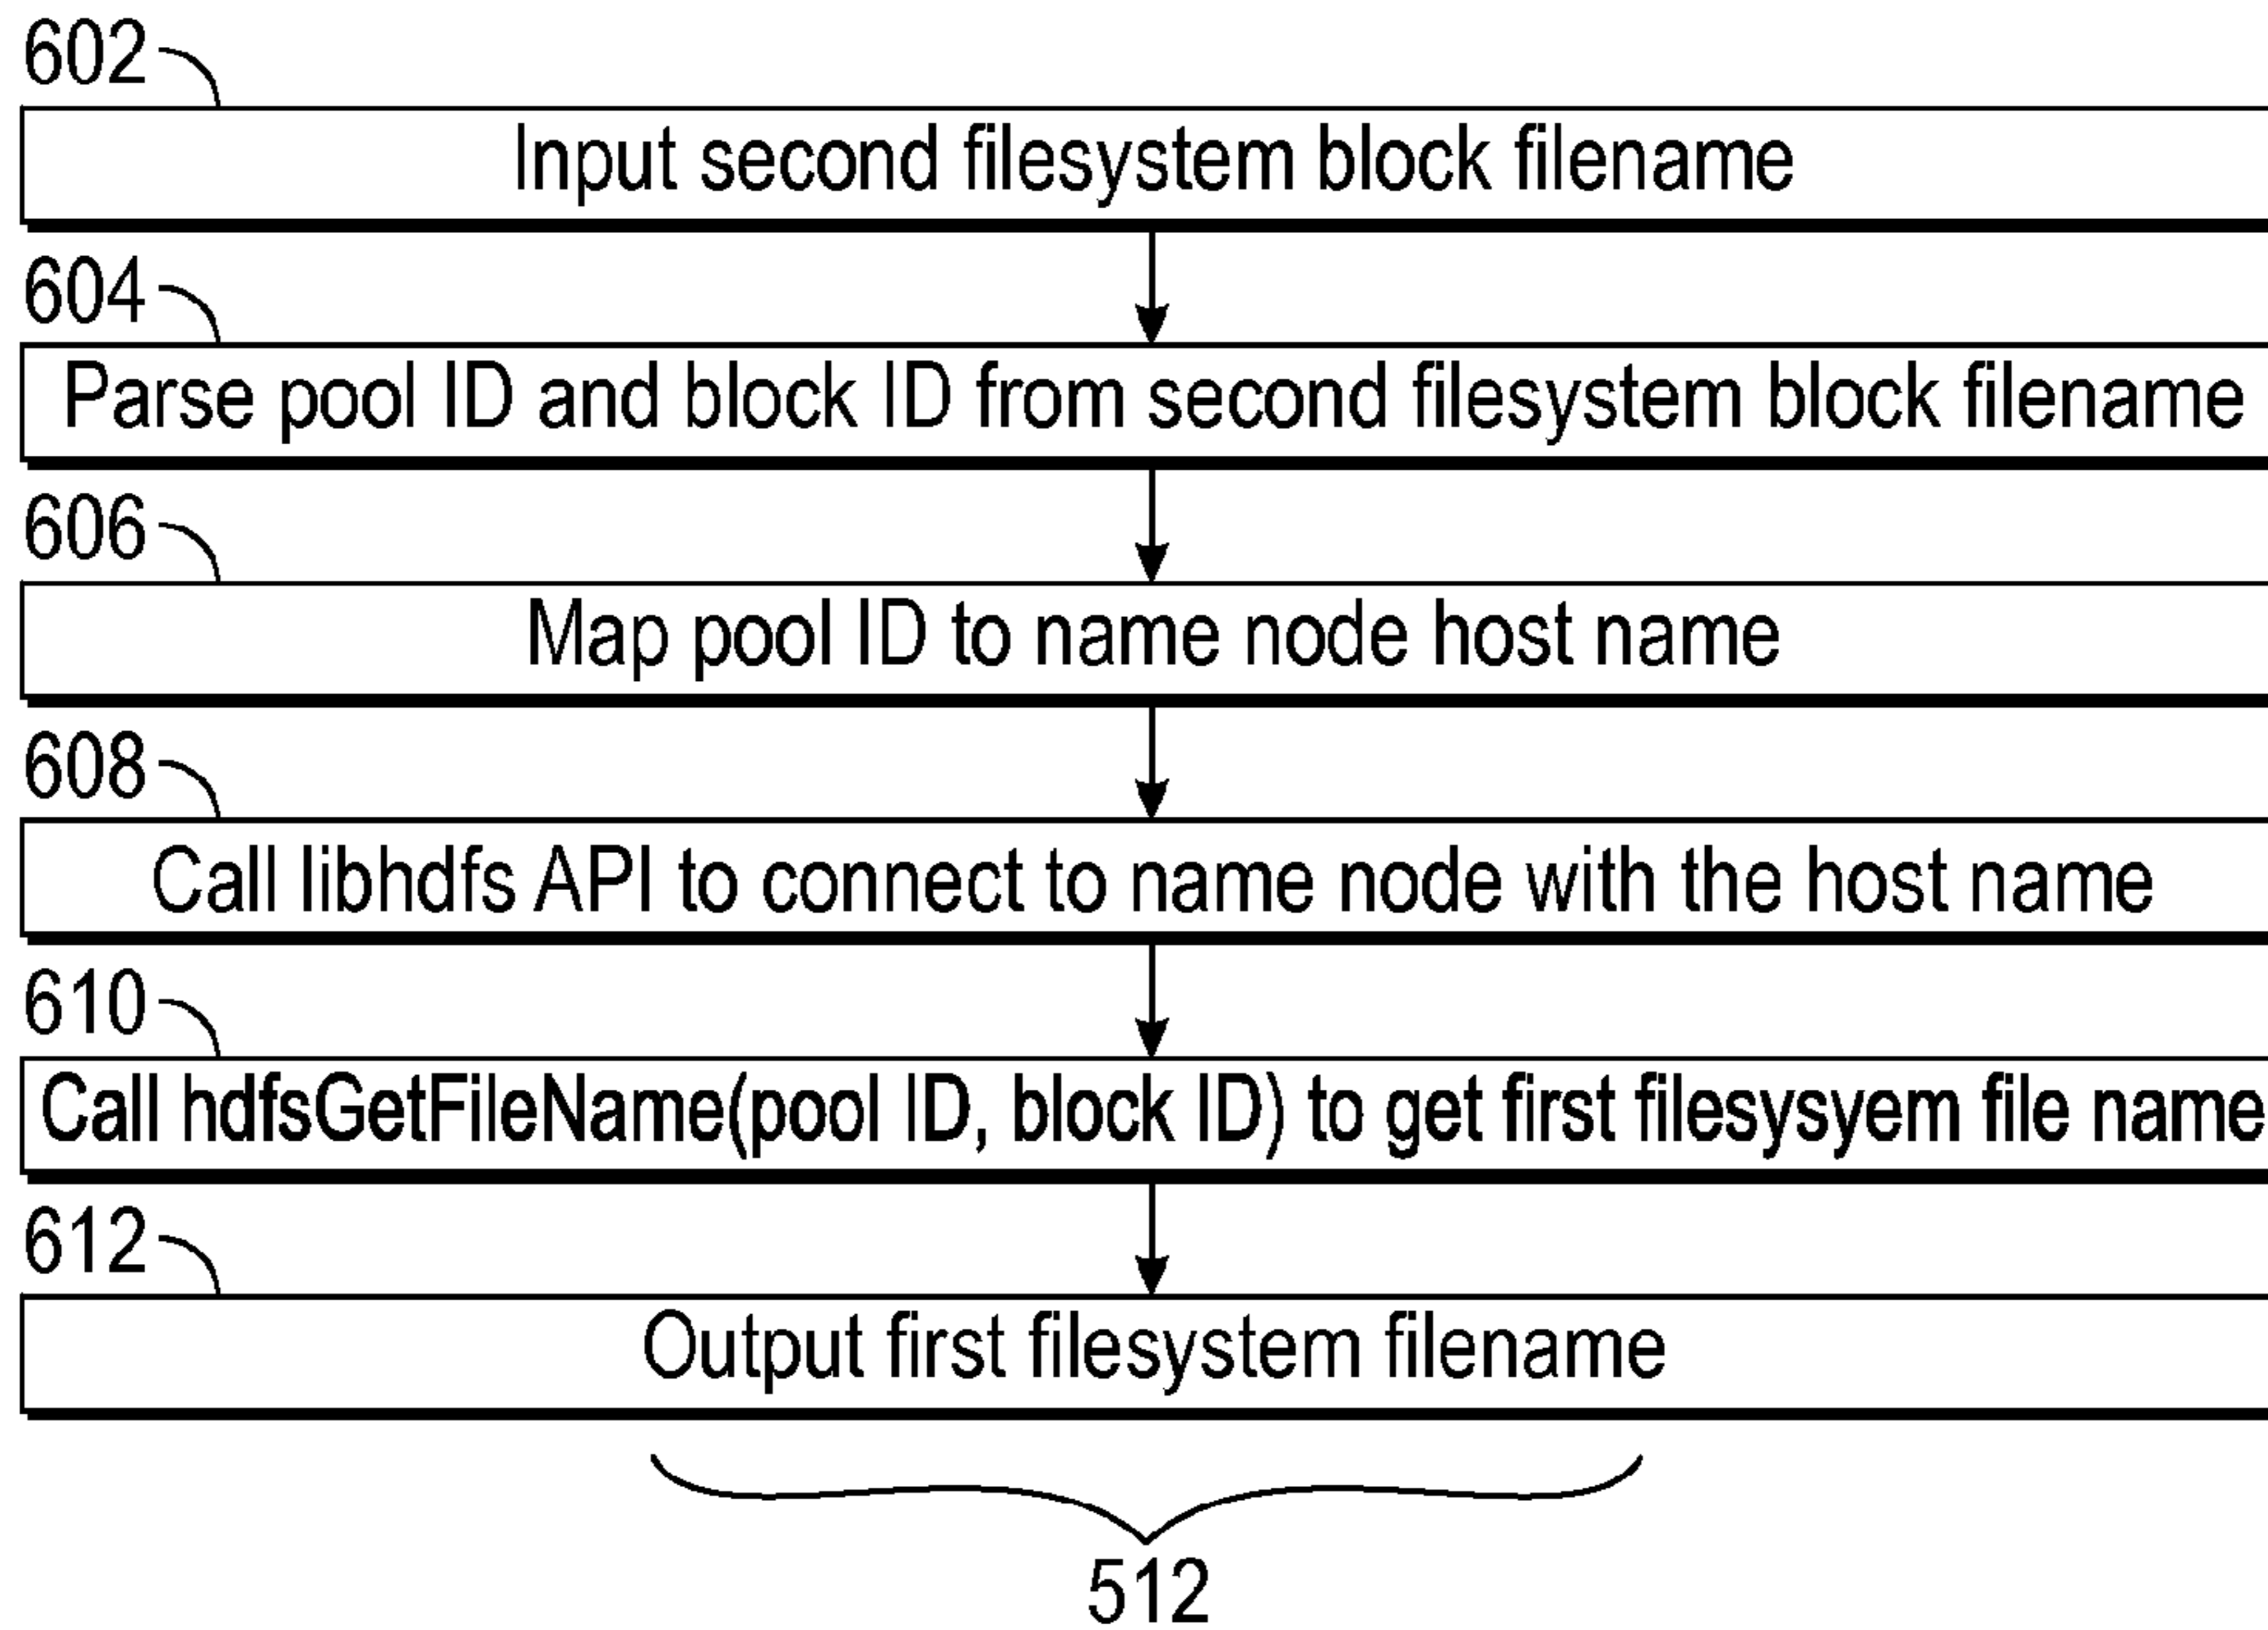 602
Input second filesystem block filename
604
Parse pool ID and block ID from second filesystem block filename
606
Map pool ID to name node host name
608
Call libhdfs API to connect to name node with the host name
610
Call hdfsGetFileName(pool ID, block ID) to get first filesysyem file name
612
Output first filesystem filename
512